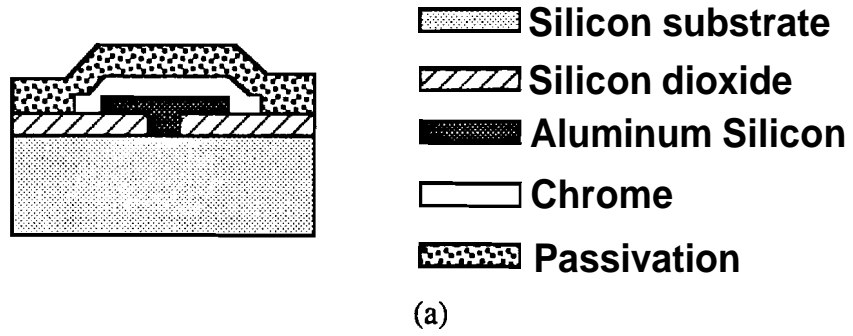 Silicon substrate
Silicon dioxide
Aluminum Silicon
Chrome
Passivation
(a)